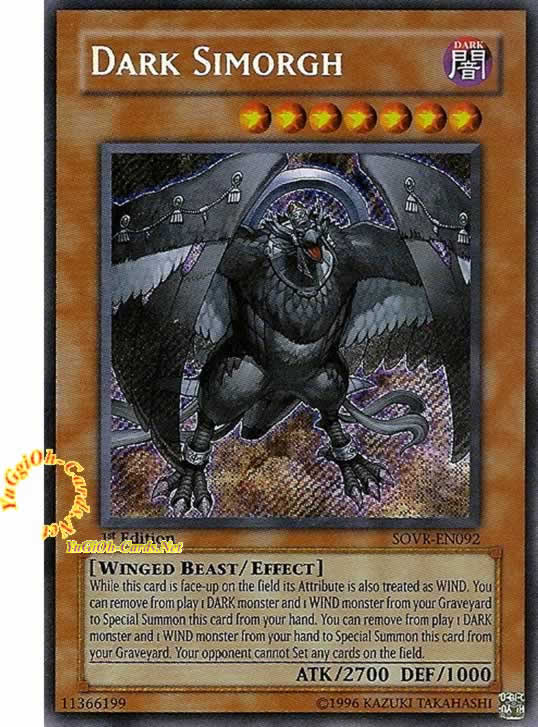 DARK SIMORGH
DARK
闇
YuGgiOh-Cards.Net
1st Edition
SOVR-EN092
YuGiOh-Cards.Net
[WINGED BEAST/EFFECT]
While this card is face-up on the field its Attribute is also treated as WIND. You
can remove from play 1 DARK monster and 1 WIND monster from your Graveyard
to Special Summon this card from your hand. You can remove from play 1 DARK
monster and 1 WIND monster from your hand to Special Summon this card from
your Graveyard. Your opponent cannot Set any cards on the field.
ATK/2700 DEF/1000
11366199
©1996 KAZUKI TAKAHASHI